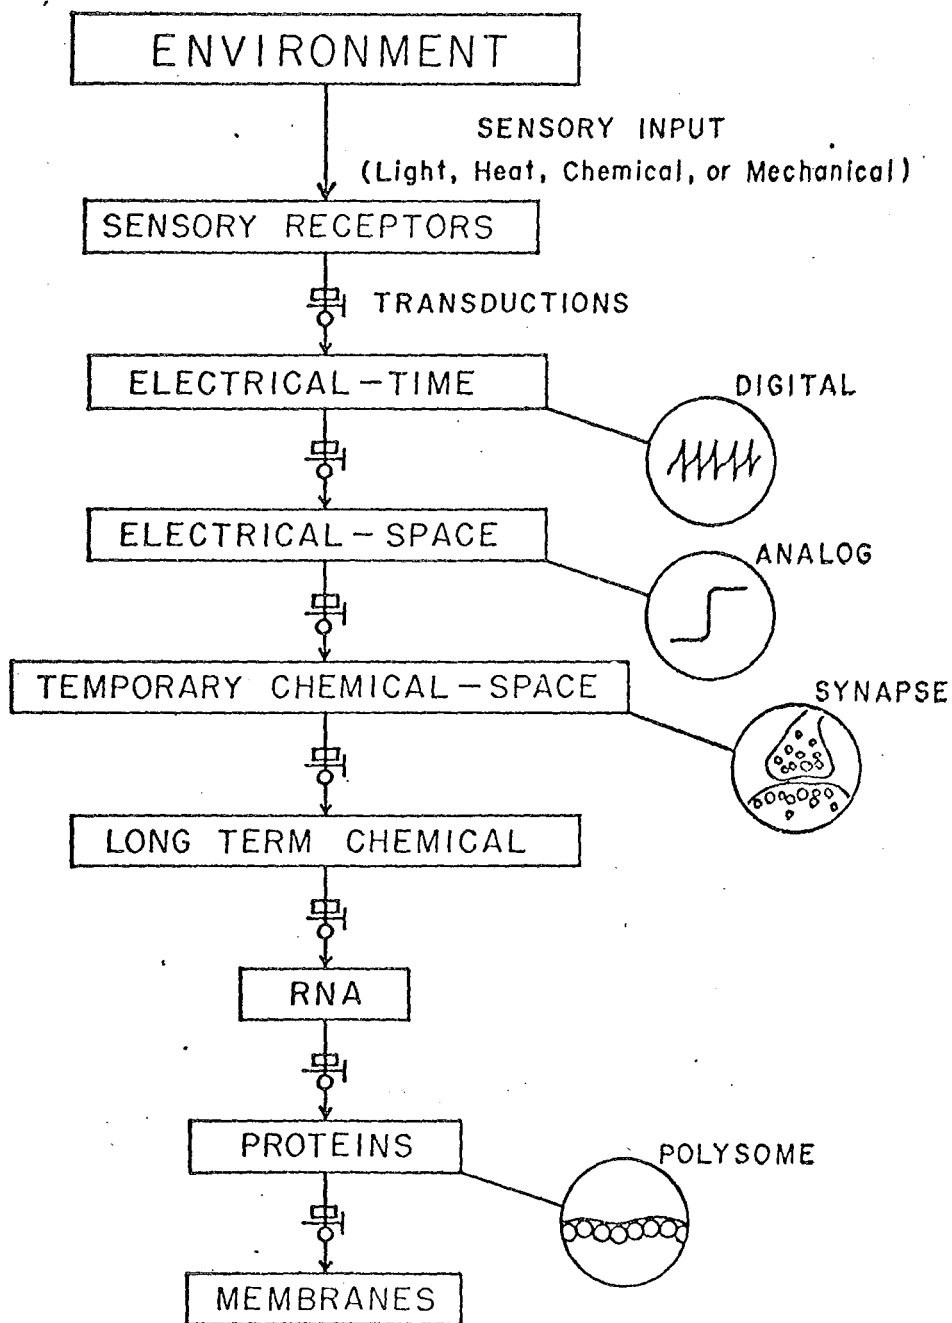 ENVIRONMENT
SENSORY INPUT
(Light, Heat, Chemical, or Mechanical)
SENSORY RECEPTORS
TRANSDUCTIONS
ELECTRICAL-TIME
DIGITAL
ELECTRICAL-SPACE
ANALOG
TEMPORARY CHEMICAL-SPACE
SYNAPSE
LONG TERM CHEMICAL
RNA
PROTEINS
POLYSOME
MEMBRANES